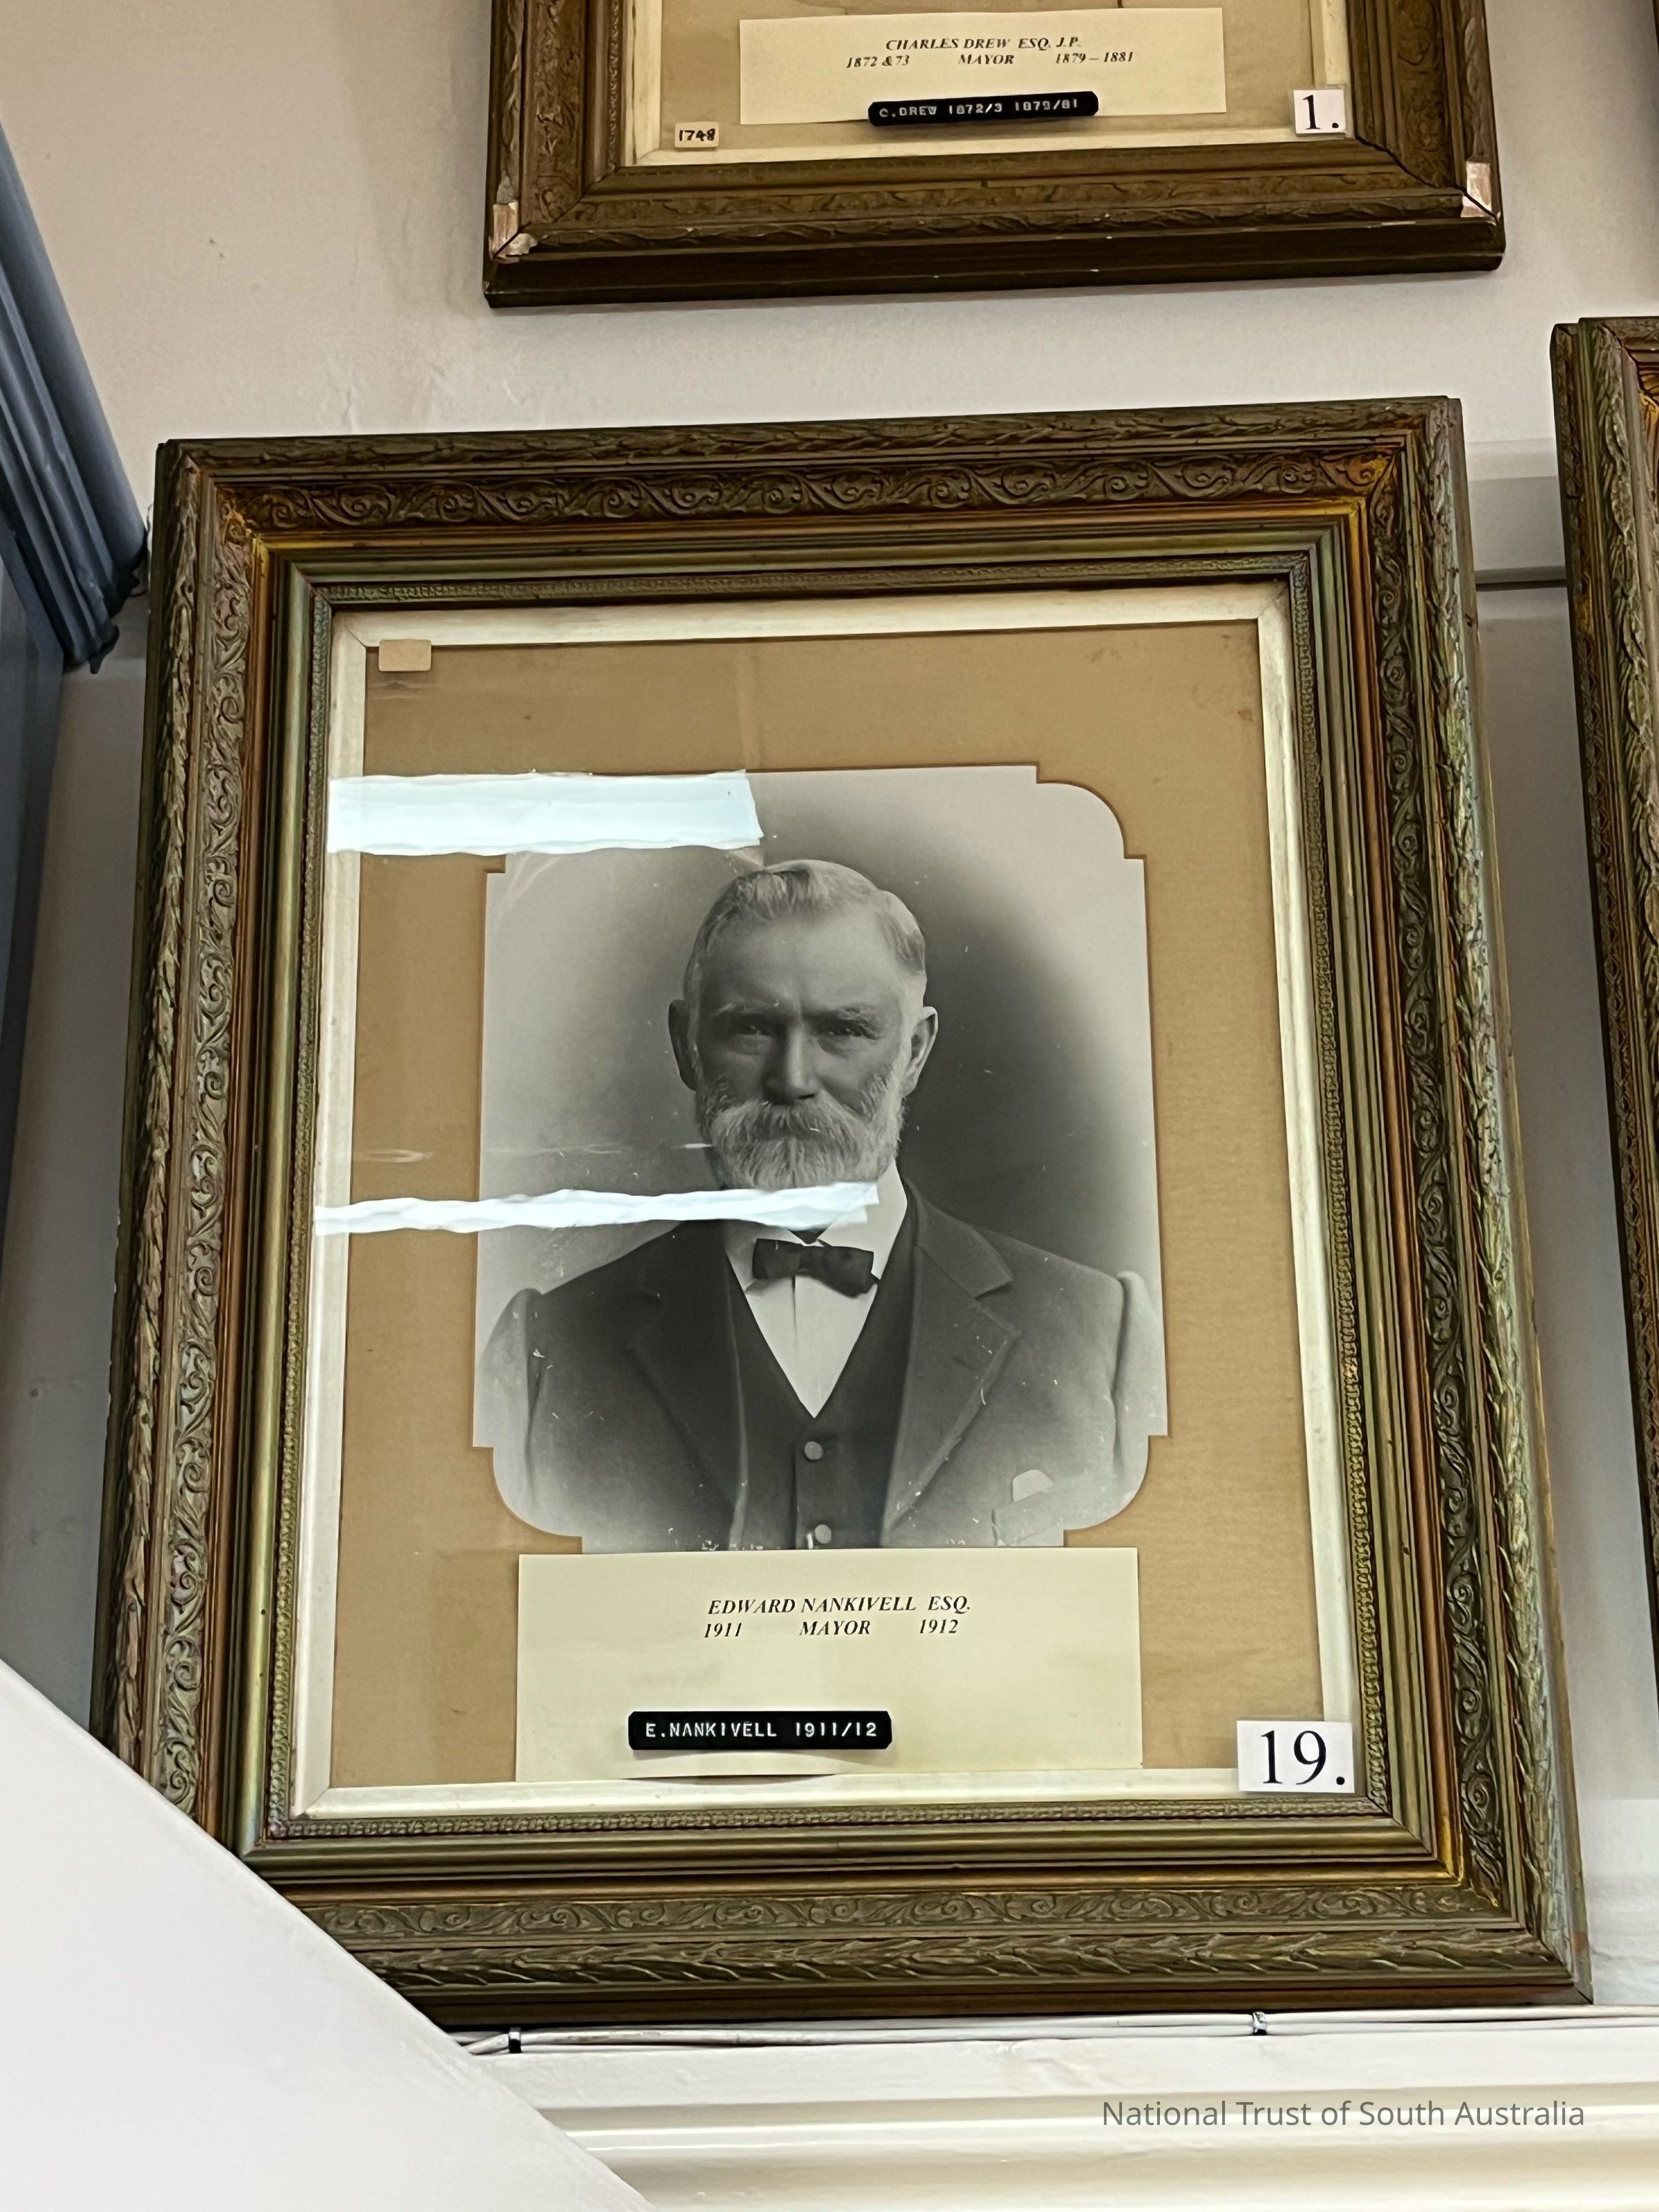 CHARLES DREW ESQ. J.P.
1872 & 73 MAYOR 1879 – 1881
C.DREW 1872/3 1879/81
1748
1.
EDWARD NANKIVELL ESQ.
1911 MAYOR 1912
E.NANKIVELL 1911/12
19.
National Trust of South Australia